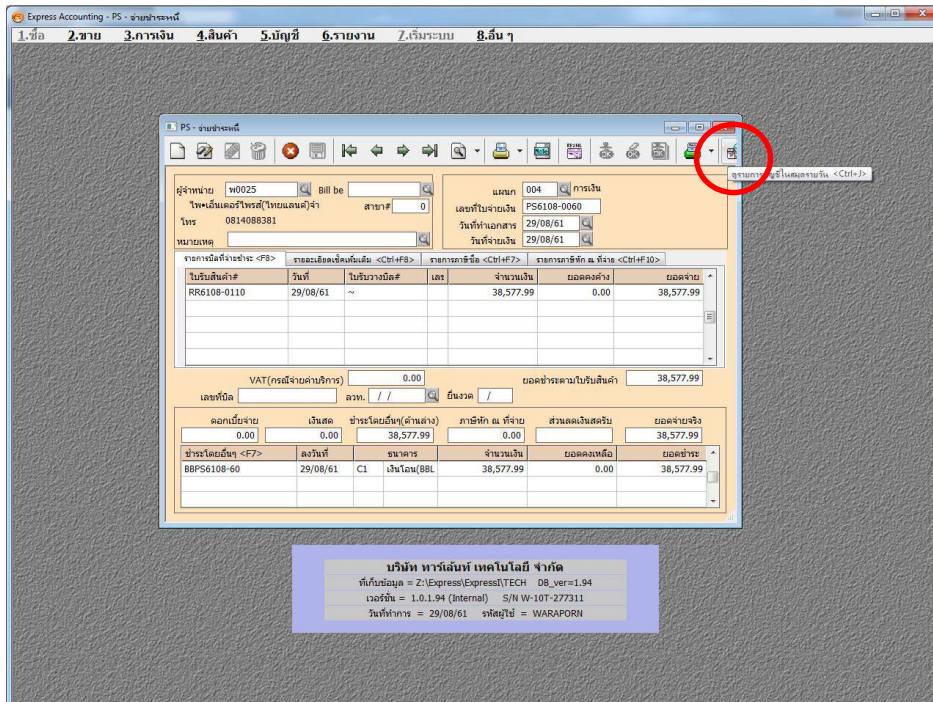 Express Accounting - PS - จ่ายชำระหนี้
1.ซื้อ 2.ขาย 3.การเงิน 4.สินค้า 5.บัญชี 6.รายงาน 7.เริ่มระบบ 8.อื่น ๆ
PS - จ่ายชำระหนี้
ดูรายการบัญชีในสมุดรายวัน <Ctrl+J>
ผู้จำหน่าย พ0025 Bill be แผนก 004 การเงิน
ไพ•เอ็นเตอร์ไพรส์(ไทยแลนด์)จำ สาขา# 0 เลขที่ใบจ่ายเงิน PS6108-0060
โทร 0814088381 วันที่ทำเอกสาร 29/08/61
หมายเหตุ วันที่จ่ายเงิน 29/08/61
รายการบิลที่จ่ายชำระ <F8> รายละเอียดเช็คเพิ่มเติม <Ctrl+F8> รายการภาษีซื้อ <Ctrl+F7> รายการภาษีหัก ณ ที่จ่าย <Ctrl+F10>
ใบรับสินค้า# วันที่ ใบรับวางบิล# เลข จำนวนเงิน ยอดคงค้าง ยอดจ่าย
RR6108-0110 29/08/61 ~ 38,577.99 0.00 38,577.99
VAT(กรณีจ่ายค่าบริการ) 0.00 ยอดชำระตามใบรับสินค้า 38,577.99
เลขที่บิล ลวท. / / ยื่นงวด /
ดอกเบี้ยจ่าย เงินสด ชำระโดยอื่นๆ(ด้านล่าง) ภาษีหัก ณ ที่จ่าย ส่วนลดเงินสดรับ ยอดจ่ายจริง
0.00 0.00 38,577.99 0.00 38,577.99
ชำระโดยอื่นๆ <F7> ลงวันที่ ธนาคาร จำนวนเงิน ยอดคงเหลือ ยอดชำระ
BBPS6108-60 29/08/61 C1 เงินโอน(BBL 38,577.99 0.00 38,577.99
บริษัท ทาร์เล้นท์ เทคโนโลยี จำกัด
ที่เก็บข้อมูล = Z:\Express\ExpressI\TECH DB_ver=1.94
เวอร์ชั่น = 1.0.1.94 (Internal) S/N W-10T-277311
วันที่ทำการ = 29/08/61 รหัสผู้ใช้ = WARAPORN